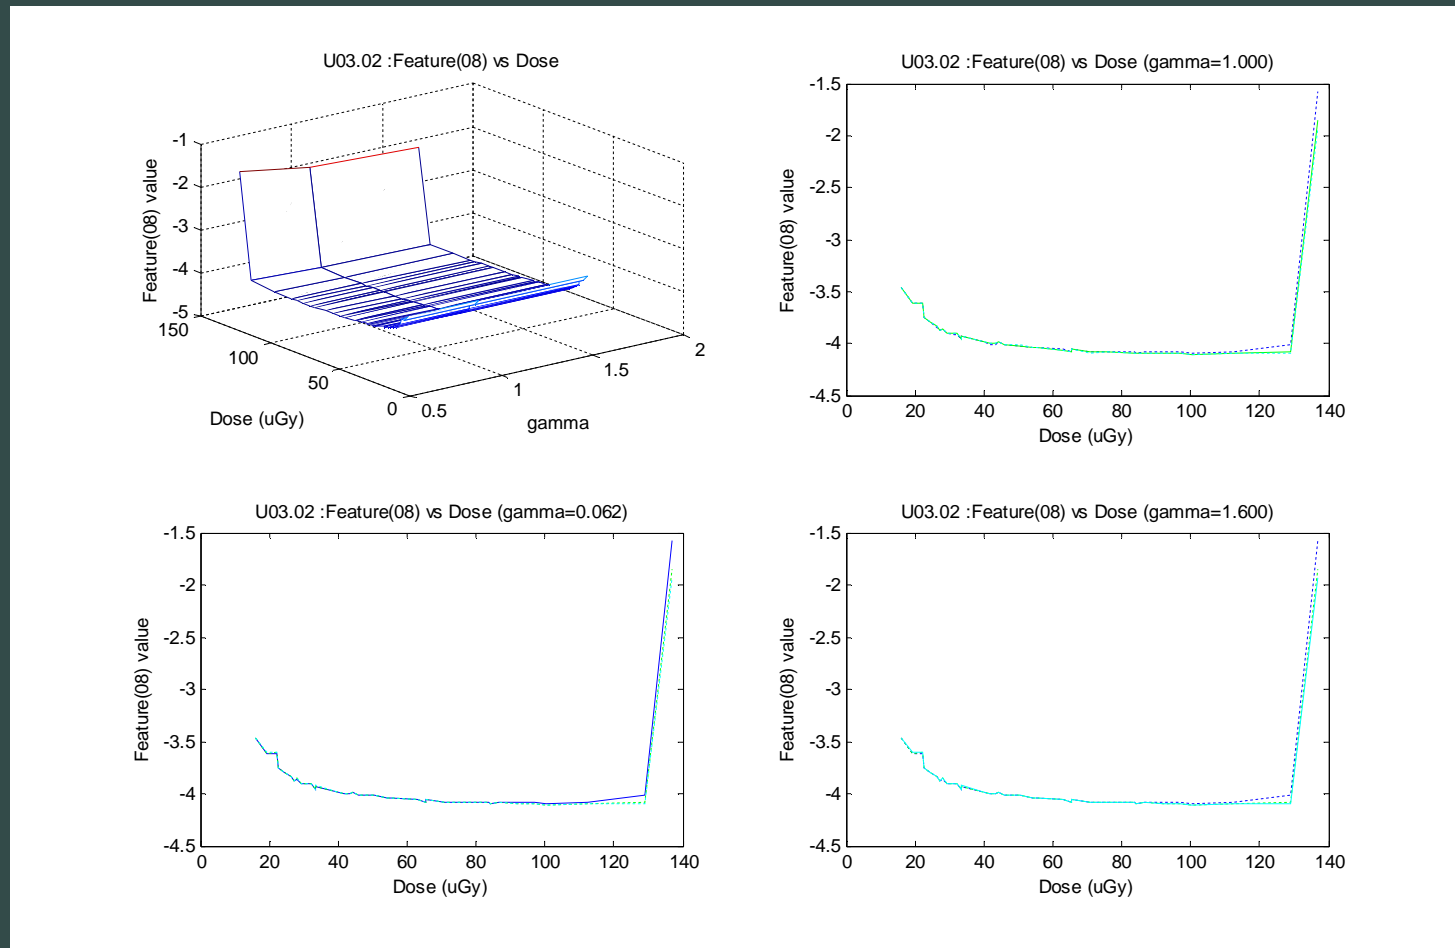 U03.02 :Feature(08) vs Dose
-1
-2
-3
-4
-5
Feature(08) value
150
100
50
0
Dose (uGy)
0.5
1
1.5
2
gamma
U03.02 :Feature(08) vs Dose (gamma=1.000)
-1.5
-2
-2.5
-3
-3.5
-4
-4.5
Feature(08) value
0 20 40 60 80 100 120 140
Dose (uGy)
U03.02 :Feature(08) vs Dose (gamma=0.062)
-1.5
-2
-2.5
-3
-3.5
-4
-4.5
Feature(08) value
0 20 40 60 80 100 120 140
Dose (uGy)
U03.02 :Feature(08) vs Dose (gamma=1.600)
-1.5
-2
-2.5
-3
-3.5
-4
-4.5
Feature(08) value
0 20 40 60 80 100 120 140
Dose (uGy)